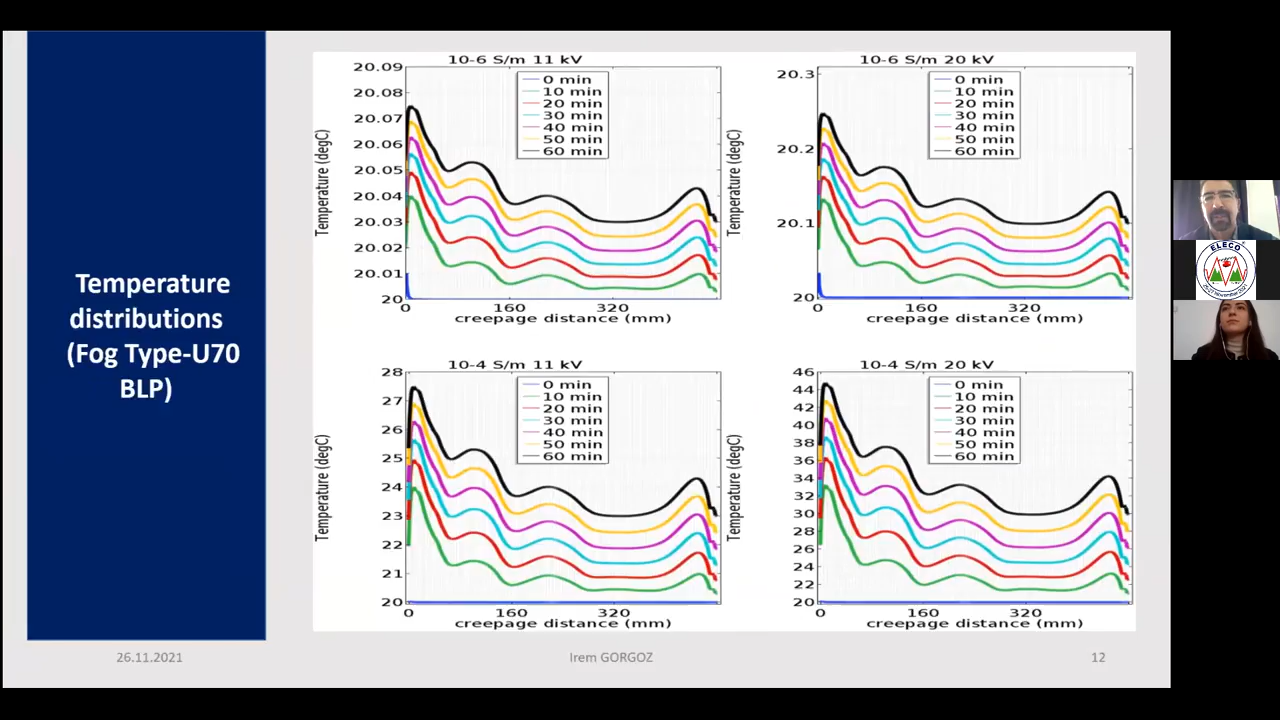 Temperature
distributions
(Fog Type-U70
BLP)
10-6 S/m 11 kV
20.09
20.08
20.07
20.06
20.05
20.04
20.03
20.02
20.01
20
Temperature (degC)
0 min
10 min
20 min
30 min
40 min
50 min
60 min
0 160 320
creepage distance (mm)
10-6 S/m 20 kV
20.3
20.2
20.1
20
Temperature (degC)
0 min
10 min
20 min
30 min
40 min
50 min
60 min
0 160 320
creepage distance (mm)
10-4 S/m 11 kV
28
27
26
25
24
23
22
21
20
Temperature (degC)
0 min
10 min
20 min
30 min
40 min
50 min
60 min
0 160 320
creepage distance (mm)
10-4 S/m 20 kV
46
44
42
40
38
36
34
32
30
28
26
24
22
20
Temperature (degC)
0 min
10 min
20 min
30 min
40 min
50 min
60 min
0 160 320
creepage distance (mm)
26.11.2021 Irem GORGOZ 12
ELECO